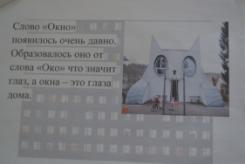 Слово «Окно»
появилось очень давно.
Образовалось оно от
слова «Око» что значит
глаз, а окна – это глаза
дома.